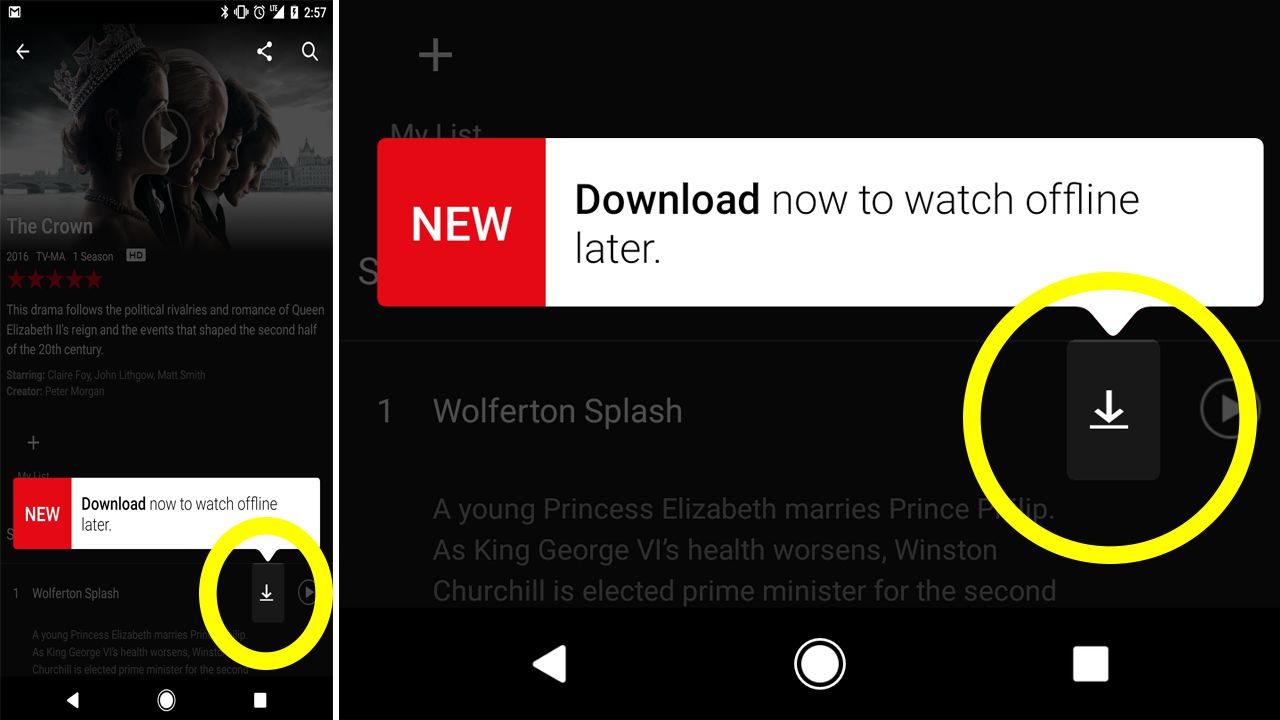 LTE 2:57
The Crown
2016 TV-MA 1 Season HD
This drama follows the political rivalries and romance of Queen
Elizabeth II's reign and the events that shaped the second half
of the 20th century.
Starring: Claire Foy, John Lithgow, Matt Smith
Creator: Peter Morgan
My List
NEW
Download now to watch offline
later.
S
1 Wolferton Splash
A young Princess Elizabeth marries Prince Philip.
As King George VI's health worsens, Winston
Churchill is elected prime minister for the second
My List
NEW
Download now to watch offline
later.
S
1 Wolferton Splash
A young Princess Elizabeth marries Prince Philip.
As King George VI's health worsens, Winston
Churchill is elected prime minister for the second